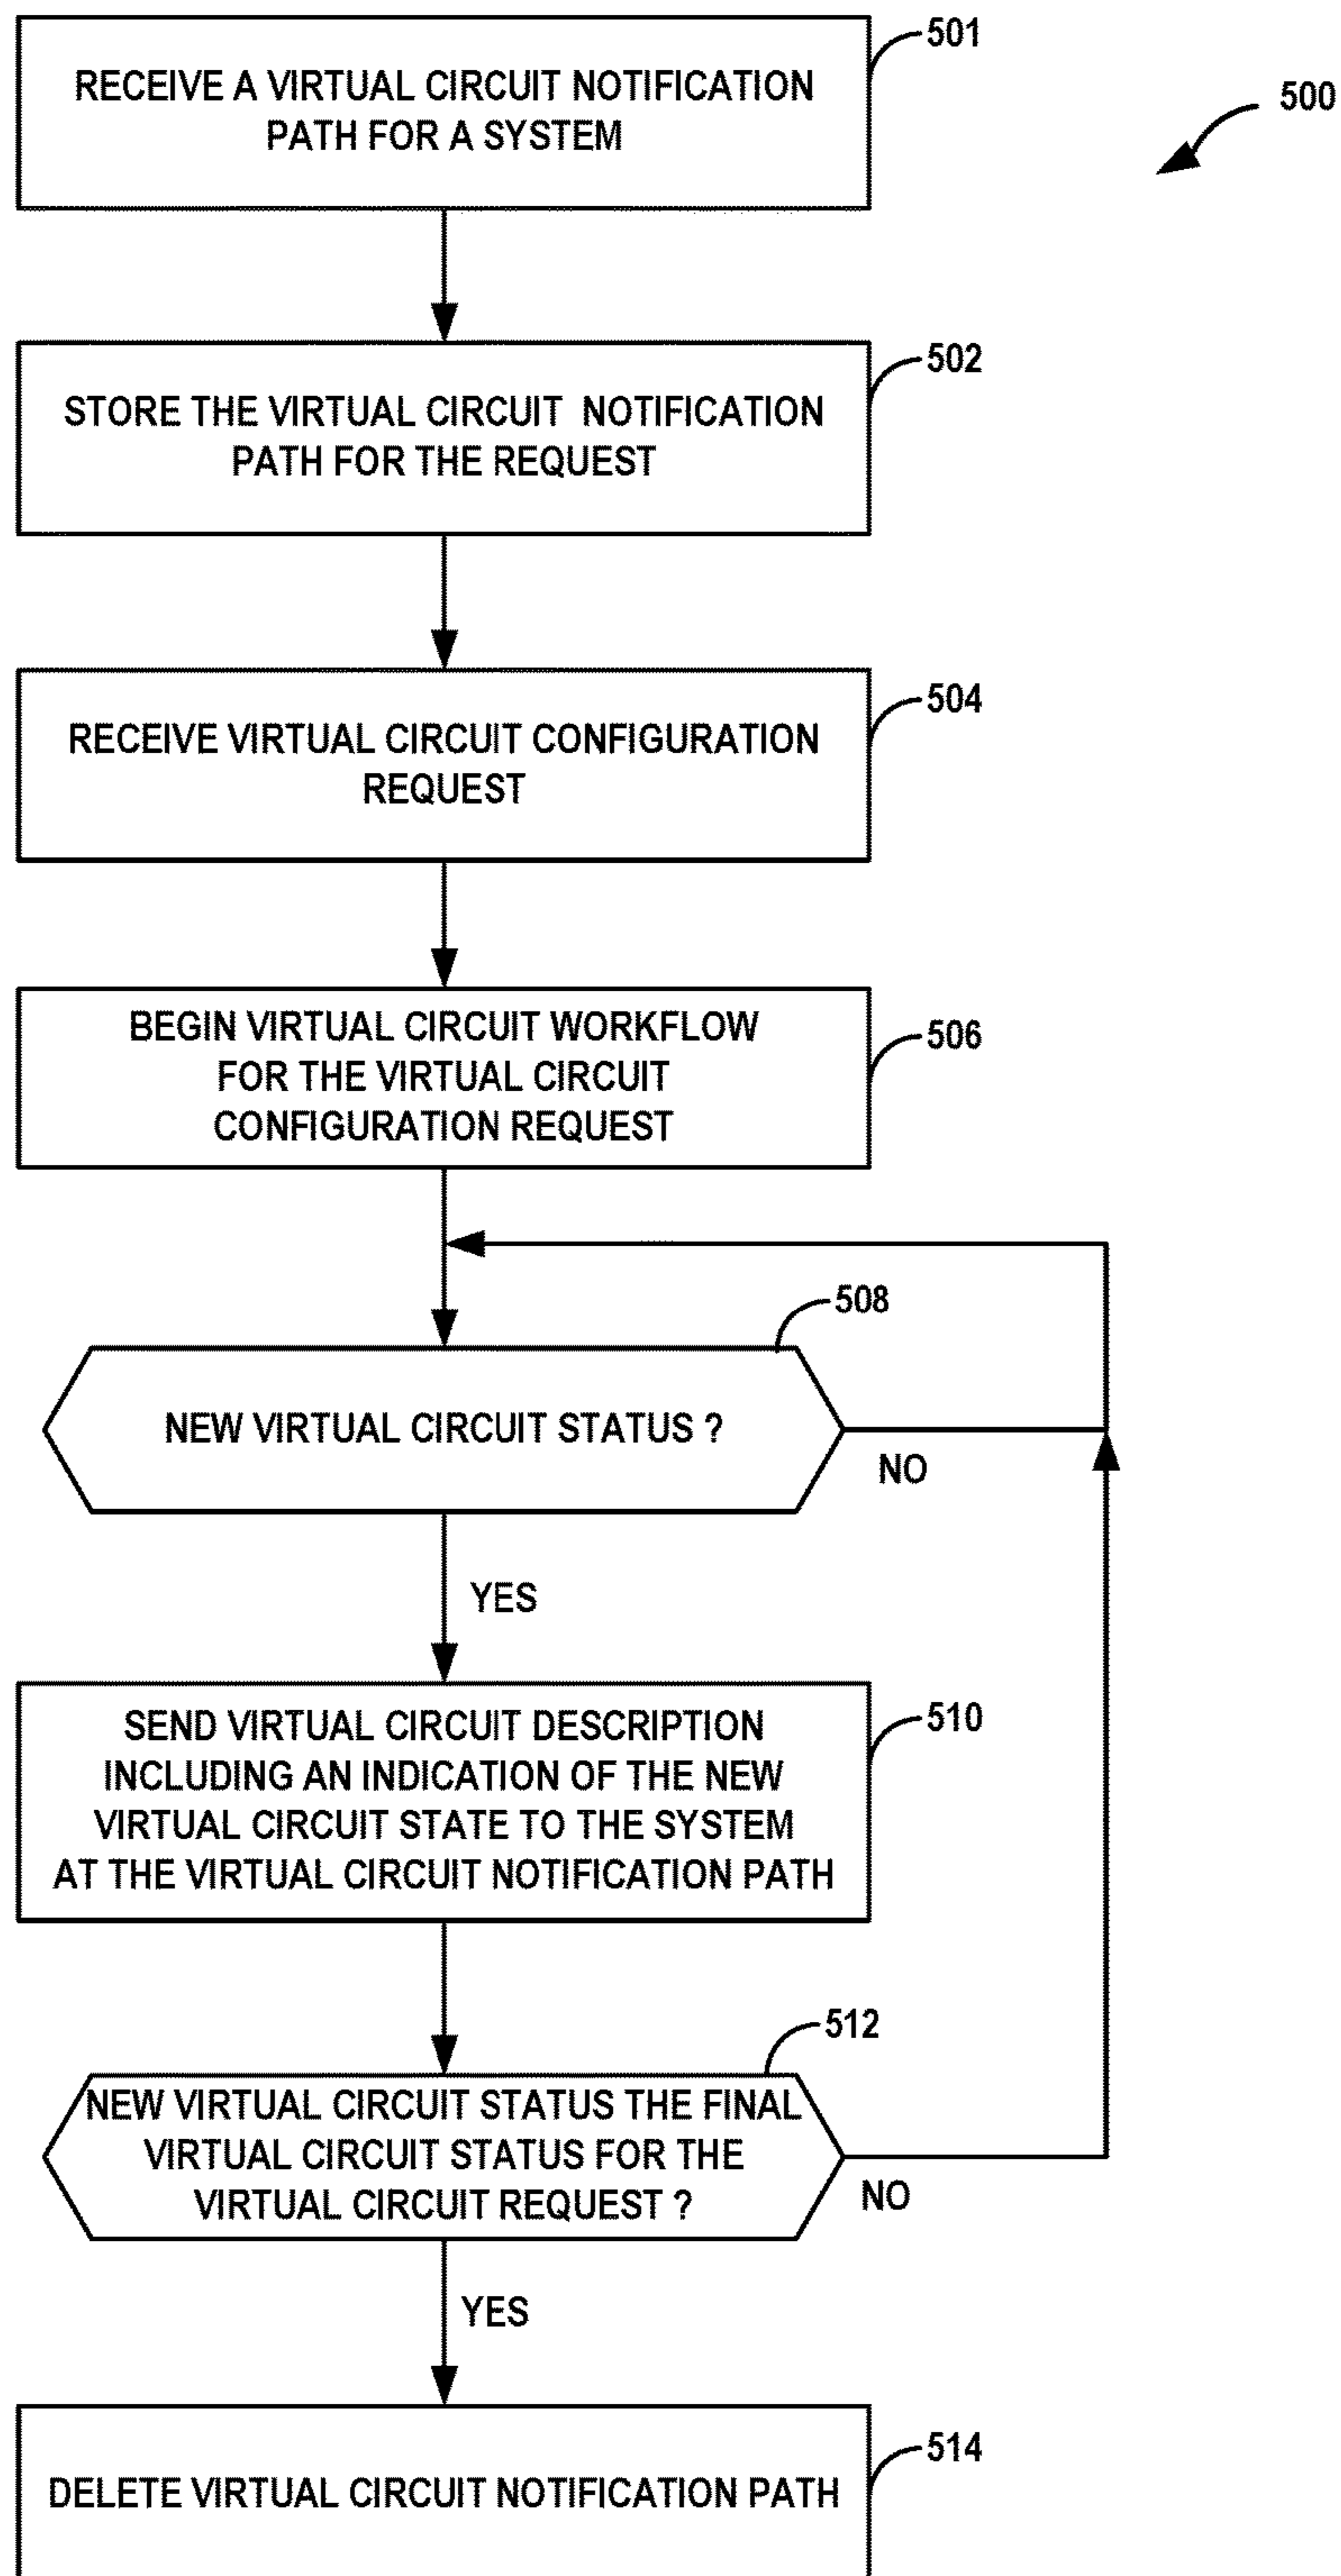 RECEIVE A VIRTUAL CIRCUIT NOTIFICATION
PATH FOR A SYSTEM
501
500
STORE THE VIRTUAL CIRCUIT NOTIFICATION
PATH FOR THE REQUEST
502
RECEIVE VIRTUAL CIRCUIT CONFIGURATION
REQUEST
504
BEGIN VIRTUAL CIRCUIT WORKFLOW
FOR THE VIRTUAL CIRCUIT
CONFIGURATION REQUEST
506
508
NEW VIRTUAL CIRCUIT STATUS ?
NO
YES
SEND VIRTUAL CIRCUIT DESCRIPTION
INCLUDING AN INDICATION OF THE NEW
VIRTUAL CIRCUIT STATE TO THE SYSTEM
AT THE VIRTUAL CIRCUIT NOTIFICATION PATH
510
512
NEW VIRTUAL CIRCUIT STATUS THE FINAL
VIRTUAL CIRCUIT STATUS FOR THE
VIRTUAL CIRCUIT REQUEST ?
NO
YES
DELETE VIRTUAL CIRCUIT NOTIFICATION PATH
514